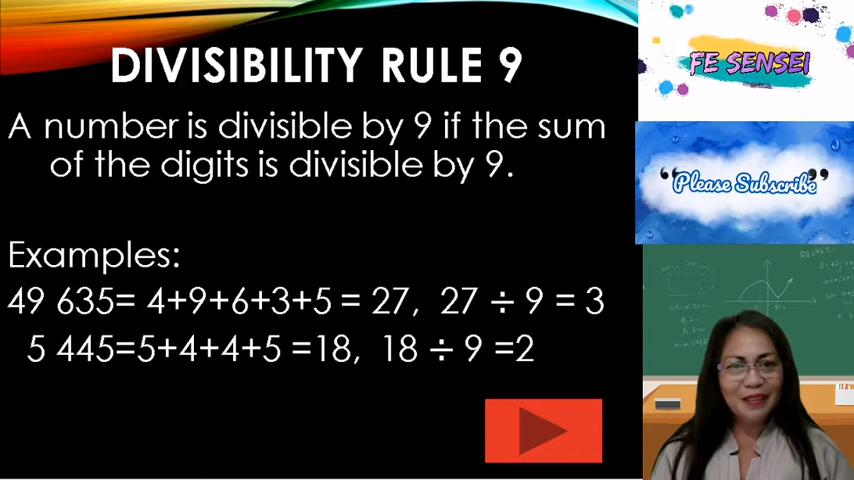 DIVISIBILITY RULE 9
A number is divisible by 9 if the sum
of the digits is divisible by 9.
Examples:
49 635= 4+9+6+3+5 = 27, 27 ÷ 9 = 3
5 445=5+4+4+5 =18, 18 ÷ 9 =2
FE SENSEI
“Please Subscribe”